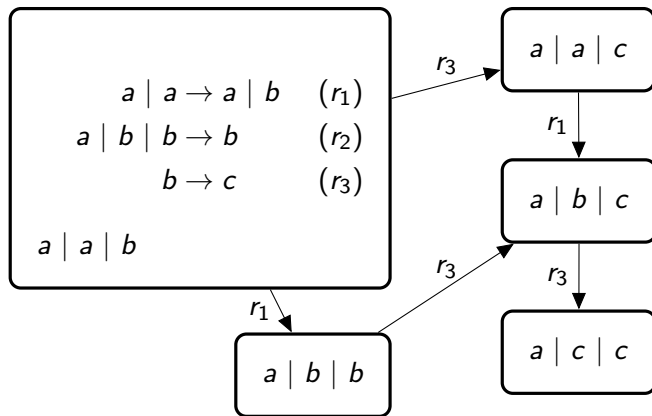 a | a → a | b (r₁)
a | b | b → b (r₂)
b → c (r₃)
a | a | b
r₃
a | a | c
r₁
a | b | c
r₃
r₃
a | c | c
r₁
a | b | b